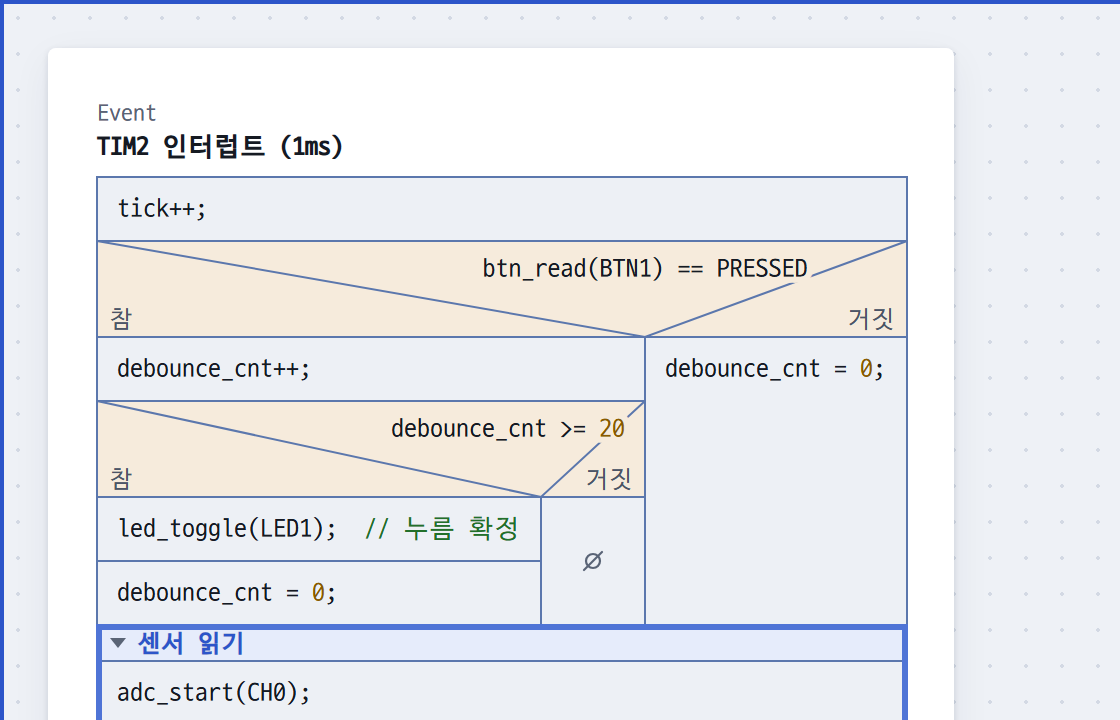 Event
TIM2 인터럽트 (1ms)
tick++;
btn_read(BTN1) == PRESSED
참
거짓
debounce_cnt++;
debounce_cnt = 0;
debounce_cnt >= 20
참
거짓
led_toggle(LED1);  // 누름 확정
∅
debounce_cnt = 0;
센서 읽기
adc_start(CH0);